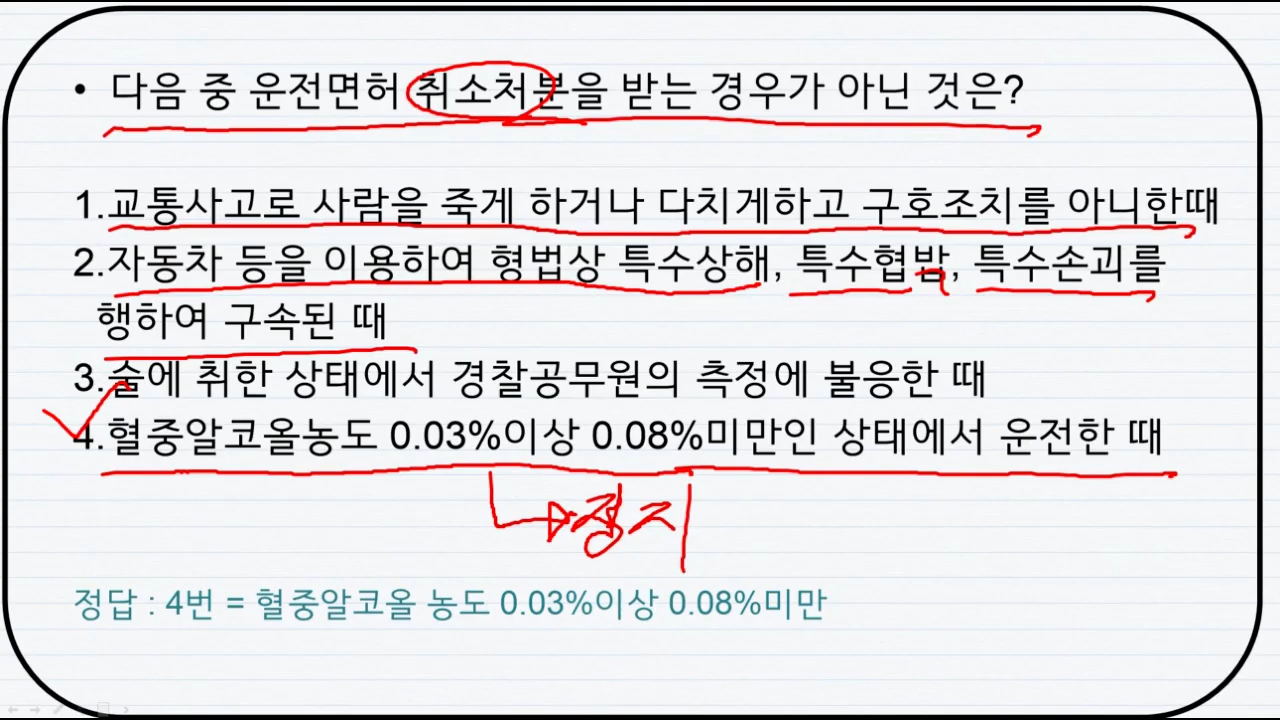 • 다음 중 운전면허 취소처분을 받는 경우가 아닌 것은?
1.교통사고로 사람을 죽게 하거나 다치게하고 구호조치를 아니한때
2.자동차 등을 이용하여 형법상 특수상해, 특수협밥, 특수손괴를
행하여 구속된 때
3.술에 취한 상태에서 경찰공무원의 측정에 불응한 때
4.혈중알코올농도 0.03%이상 0.08%미만인 상태에서 운전한 때
정지
정답 : 4번 = 혈중알코올 농도 0.03%이상 0.08%미만